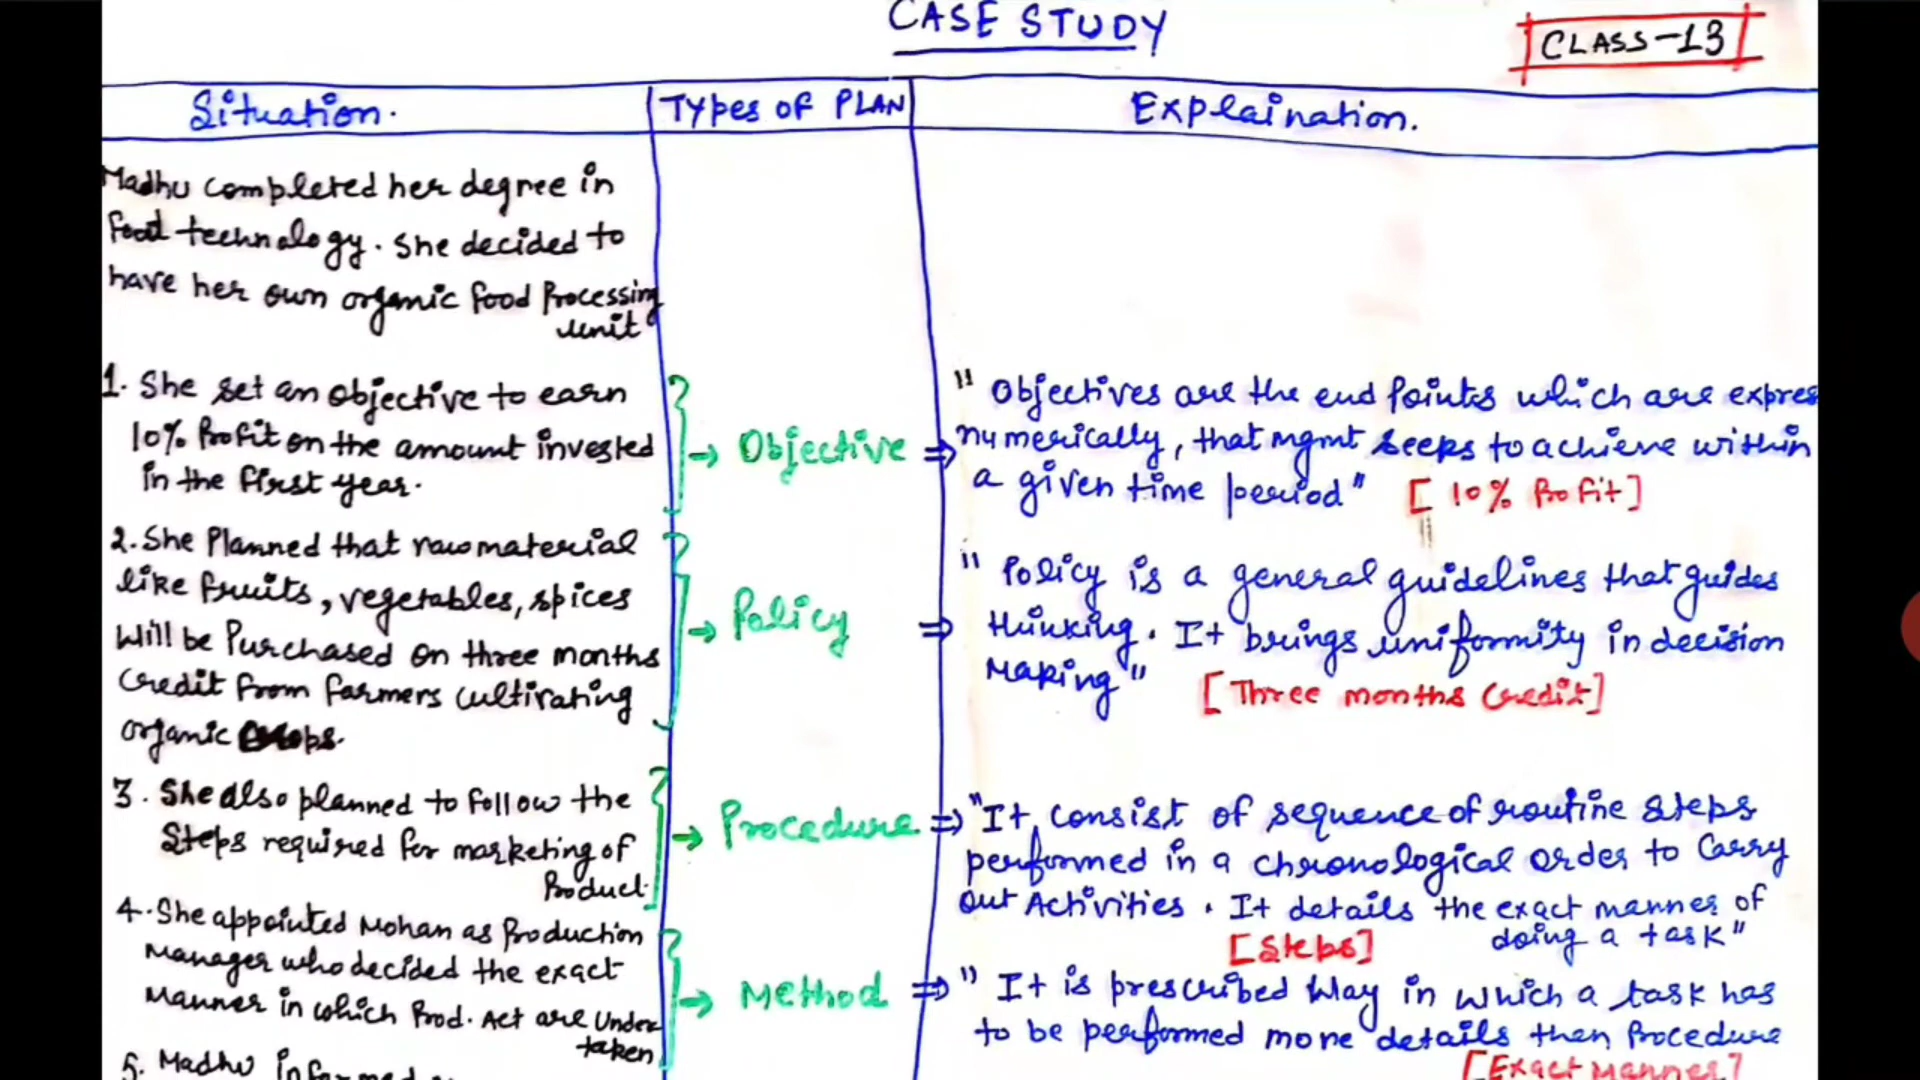 CASE STUDY
CLASS-13
Situation.
Types of PLAN
Explaination.
Madhu completed her degree in
food technology. She decided to
have her own organic food Processing
unit
1. She set an objective to earn
10% Profit on the amount invested
in the first year.
→ Objective ⇒
" Objectives are the end points which are expres
numerically, that mgmt seeks to achieve within
a given time period" [ 10% Profit]
2. She Planned that raw material
like fruits, vegetables, spices
will be Purchased on three months
credit from farmers cultivating
organic
→ Policy ⇒
" Policy is a general guidelines that guides
thinking. It brings uniformity in decision
Making" [Three months Credit]
3. She also planned to follow the
Steps required for marketing of
Product.
→ Procedure ⇒
"It consist of sequence of routine steps
performed in a chronological order to Carry
out Activities. It details the exact manner of
doing a task"
[Steps]
4. She appointed Mohan as Production
Manager who decided the exact
Manner in which Prod. Act are Under
taken
→ Method ⇒
" It is prescribed way in which a task has
to be performed more details then Procedure
[Exact Manner]
5. Madhu informed